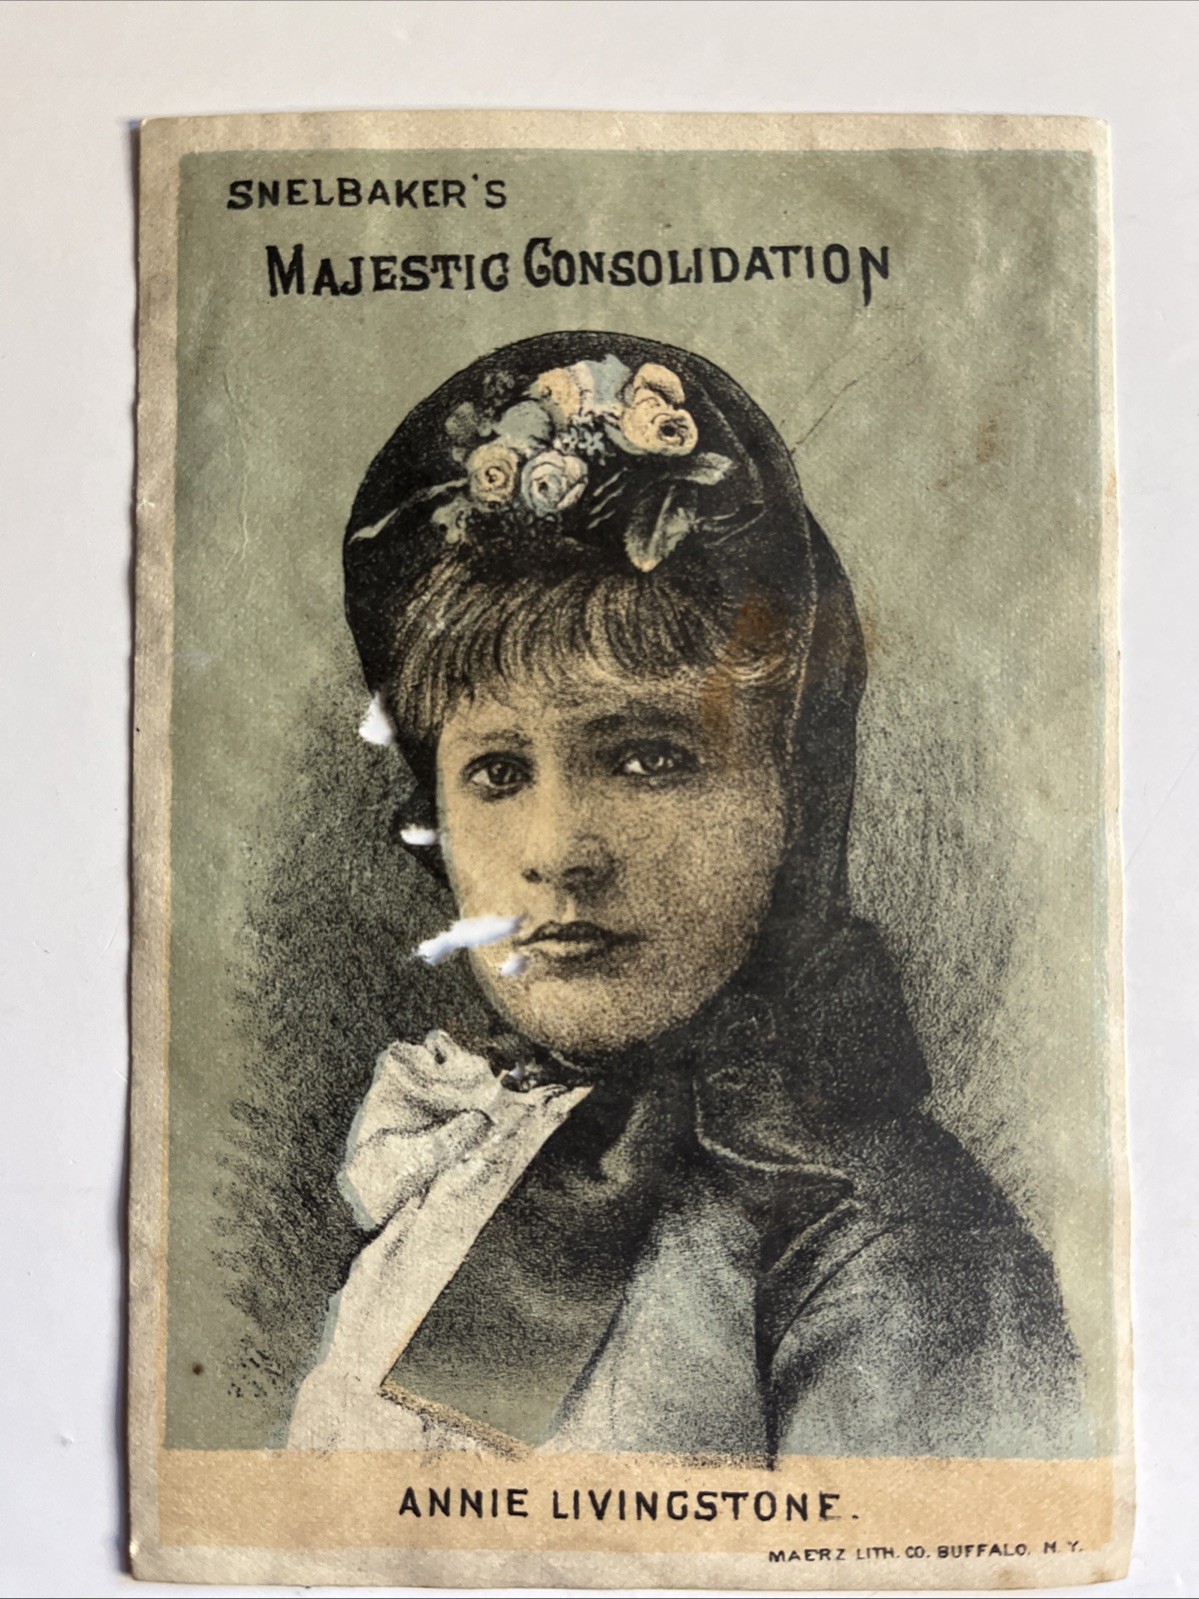 SNELBAKER'S
MAJESTIC CONSOLIDATION
ANNIE LIVINGSTONE.
MAERZ LITH. CO. BUFFALO, N. Y.